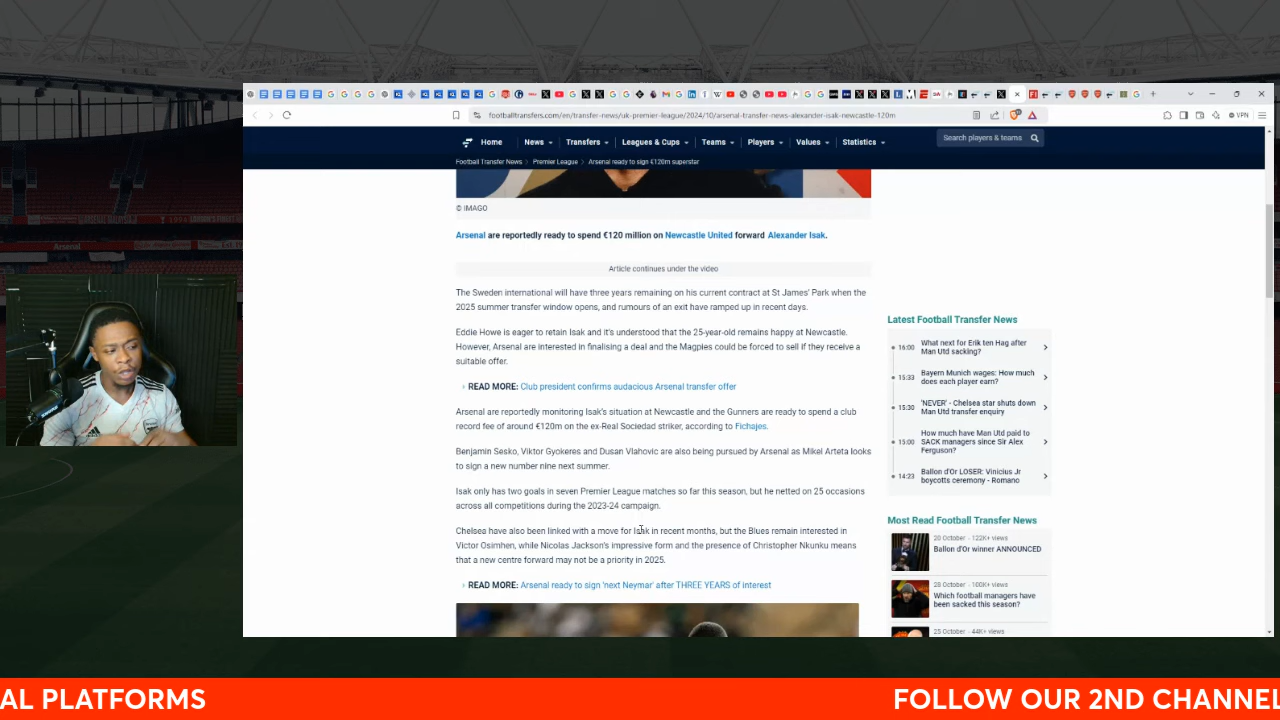 footballtransfers.com/en/transfer-news/uk-premier-league/2024/10/arsenal-transfer-news-alexander-isak-newcastle-120m
VPN
Home
News
Transfers
Leagues & Cups
Teams
Players
Values
Statistics
Search players & teams
Football Transfer News
Premier League
Arsenal ready to sign €120m superstar
© IMAGO
Arsenal are reportedly ready to spend €120 million on Newcastle United forward Alexander Isak.
Article continues under the video
The Sweden international will have three years remaining on his current contract at St James' Park when the
2025 summer transfer window opens, and rumours of an exit have ramped up in recent days.
Eddie Howe is eager to retain Isak and it's understood that the 25-year-old remains happy at Newcastle.
However, Arsenal are interested in finalising a deal and the Magpies could be forced to sell if they receive a
suitable offer.
READ MORE: Club president confirms audacious Arsenal transfer offer
Arsenal are reportedly monitoring Isak's situation at Newcastle and the Gunners are ready to spend a club
record fee of around €120m on the ex-Real Sociedad striker, according to Fichajes.
Benjamin Sesko, Viktor Gyokeres and Dusan Vlahovic are also being pursued by Arsenal as Mikel Arteta looks
to sign a new number nine next summer.
Isak only has two goals in seven Premier League matches so far this season, but he netted on 25 occasions
across all competitions during the 2023-24 campaign.
Chelsea have also been linked with a move for Isak in recent months, but the Blues remain interested in
Victor Osimhen, while Nicolas Jackson's impressive form and the presence of Christopher Nkunku means
that a new centre forward may not be a priority in 2025.
READ MORE: Arsenal ready to sign 'next Neymar' after THREE YEARS of interest
Latest Football Transfer News
16:00 What next for Erik ten Hag after
Man Utd sacking?
15:33 Bayern Munich wages: How much
does each player earn?
15:30 'NEVER' - Chelsea star shuts down
Man Utd transfer enquiry
15:00 How much have Man Utd paid to
SACK managers since Sir Alex
Ferguson?
14:23 Ballon d'Or LOSER: Vinicius Jr
boycotts ceremony - Romano
Most Read Football Transfer News
20 October - 122K+ views
Ballon d'Or winner ANNOUNCED
28 October - 100K+ views
Which football managers have
been sacked this season?
25 October - 44K+ views
AL PLATFORMS
FOLLOW OUR 2ND CHANNEL